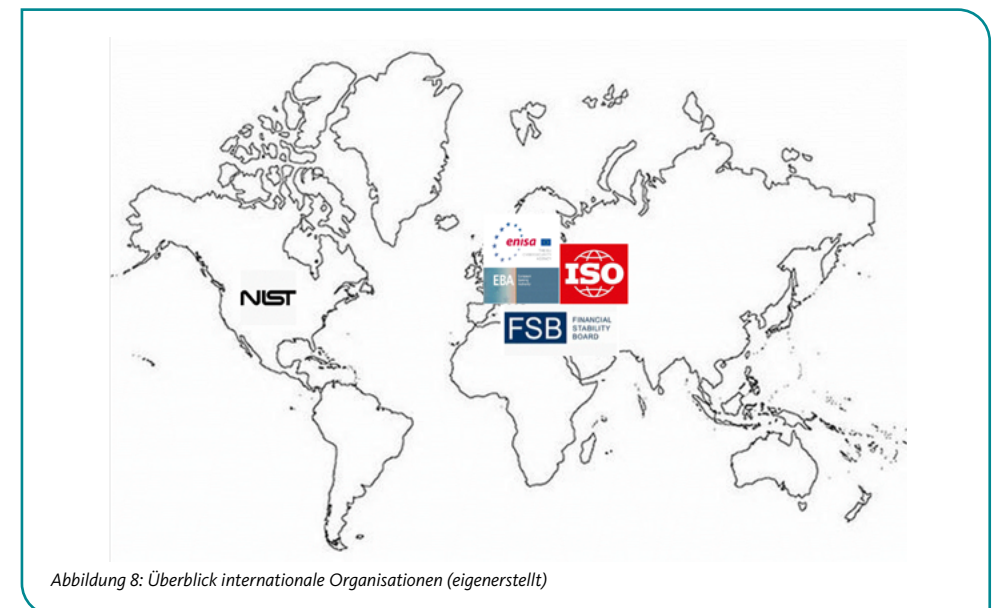 enisa
NIST
EBA
ISO
FSB
FINANCIAL
STABILITY
BOARD
Abbildung 8: Überblick internationale Organisationen (eigenerstellt)